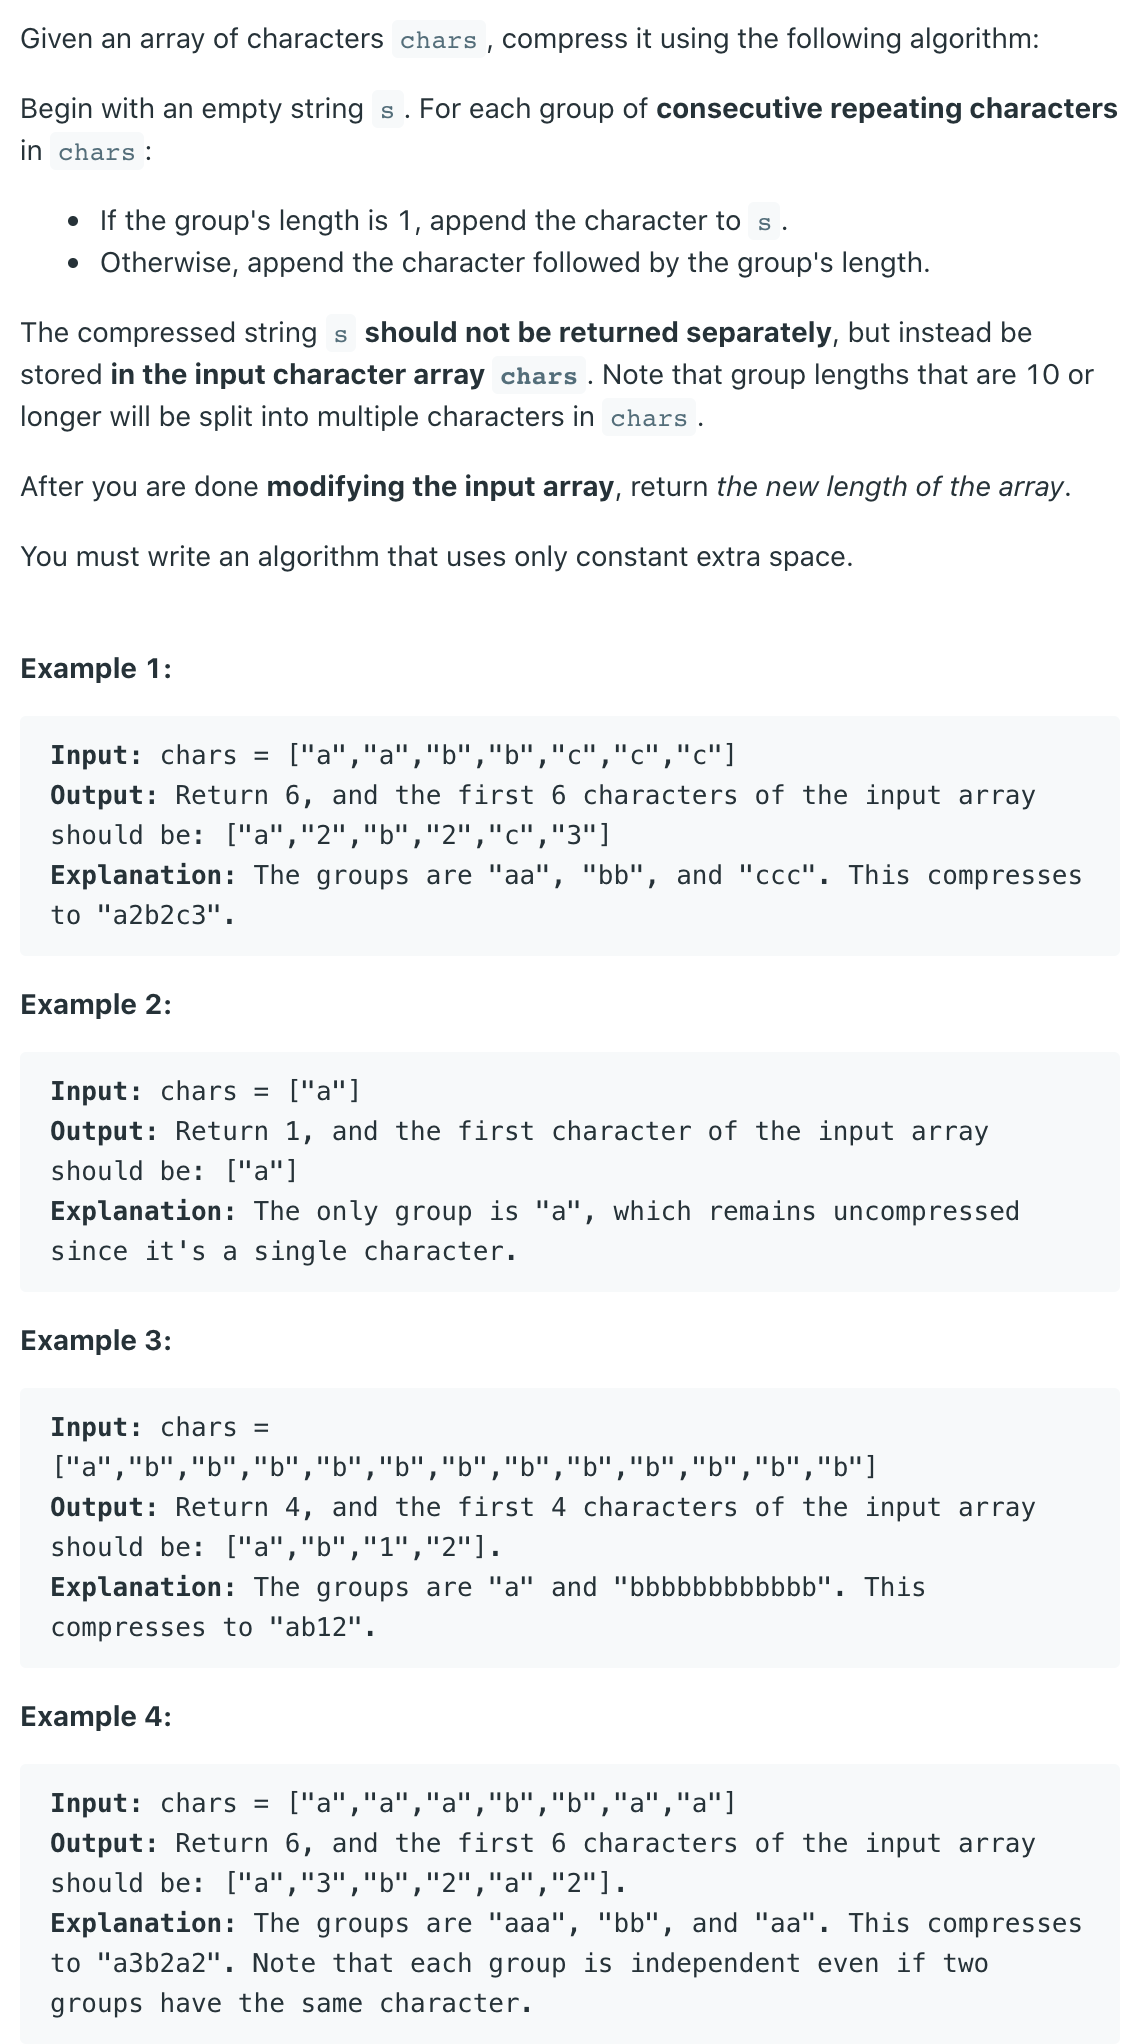 Given an array of characters chars, compress it using the following algorithm:
Begin with an empty string s. For each group of consecutive repeating characters
in chars:
• If the group's length is 1, append the character to s.
• Otherwise, append the character followed by the group's length.
The compressed string s should not be returned separately, but instead be
stored in the input character array chars. Note that group lengths that are 10 or
longer will be split into multiple characters in chars.
After you are done modifying the input array, return the new length of the array.
You must write an algorithm that uses only constant extra space.
Example 1:
Input: chars = ["a","a","b","b","c","c","c"]
Output: Return 6, and the first 6 characters of the input array
should be: ["a","2","b","2","c","3"]
Explanation: The groups are "aa", "bb", and "ccc". This compresses
to "a2b2c3".
Example 2:
Input: chars = ["a"]
Output: Return 1, and the first character of the input array
should be: ["a"]
Explanation: The only group is "a", which remains uncompressed
since it's a single character.
Example 3:
Input: chars =
["a","b","b","b","b","b","b","b","b","b","b","b","b"]
Output: Return 4, and the first 4 characters of the input array
should be: ["a","b","1","2"].
Explanation: The groups are "a" and "bbbbbbbbbbbb". This
compresses to "ab12".
Example 4:
Input: chars = ["a","a","a","b","b","a","a"]
Output: Return 6, and the first 6 characters of the input array
should be: ["a","3","b","2","a","2"].
Explanation: The groups are "aaa", "bb", and "aa". This compresses
to "a3b2a2". Note that each group is independent even if two
groups have the same character.